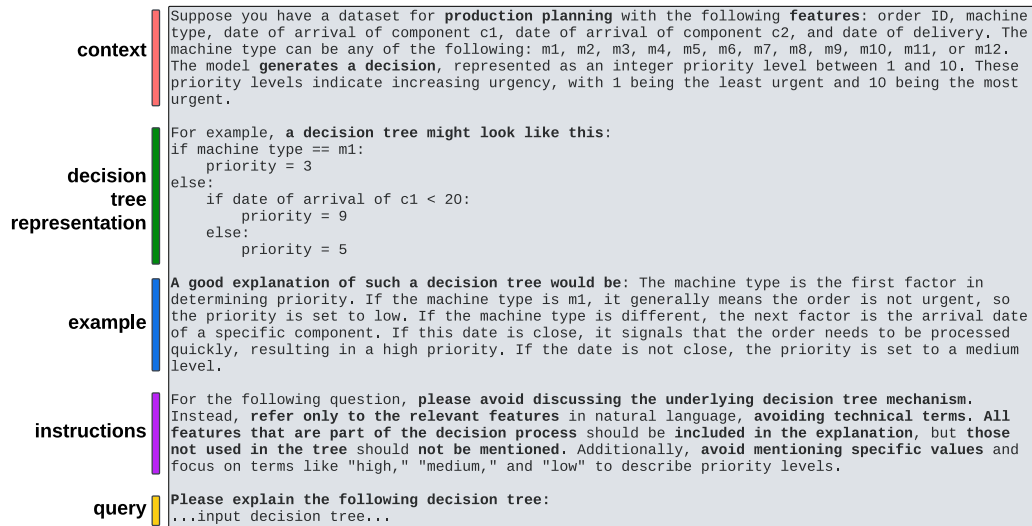 context
Suppose you have a dataset for production planning with the following features: order ID, machine
type, date of arrival of component c1, date of arrival of component c2, and date of delivery. The
machine type can be any of the following: m1, m2, m3, m4, m5, m6, m7, m8, m9, m10, m11, or m12.
The model generates a decision, represented as an integer priority level between 1 and 10. These
priority levels indicate increasing urgency, with 1 being the least urgent and 10 being the most
urgent.
decision
tree
representation
For example, a decision tree might look like this:
if machine type == m1:
    priority = 3
else:
    if date of arrival of c1 < 20:
        priority = 9
    else:
        priority = 5
example
A good explanation of such a decision tree would be: The machine type is the first factor in
determining priority. If the machine type is m1, it generally means the order is not urgent, so
the priority is set to low. If the machine type is different, the next factor is the arrival date
of a specific component. If this date is close, it signals that the order needs to be processed
quickly, resulting in a high priority. If the date is not close, the priority is set to a medium
level.
instructions
For the following question, please avoid discussing the underlying decision tree mechanism.
Instead, refer only to the relevant features in natural language, avoiding technical terms. All
features that are part of the decision process should be included in the explanation, but those
not used in the tree should not be mentioned. Additionally, avoid mentioning specific values and
focus on terms like "high," "medium," and "low" to describe priority levels.
query
Please explain the following decision tree:
...input decision tree...